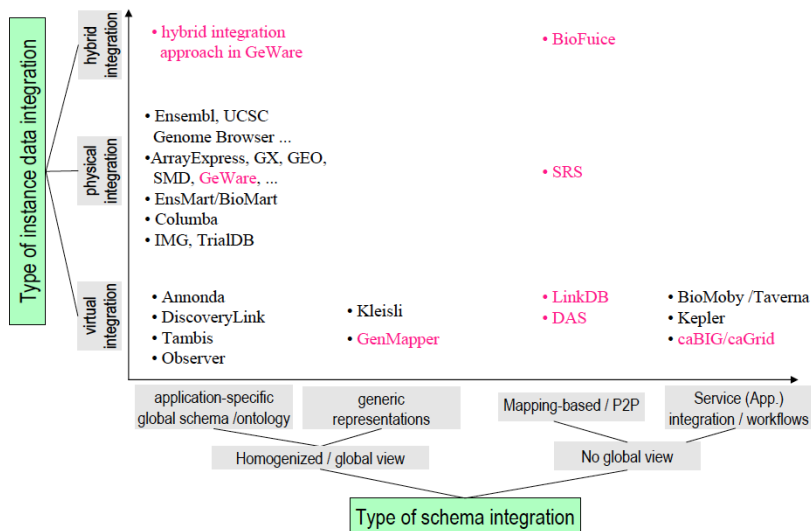 Type of instance data integration
hybrid
integration
physical
integration
virtual
integration
• hybrid integration
approach in GeWare
• BioFuice
• Ensembl, UCSC
Genome Browser ...
•ArrayExpress, GX, GEO,
SMD, GeWare, ...
• EnsMart/BioMart
• Columba
• IMG, TrialDB
• SRS
• Annonda
• DiscoveryLink
• Tambis
• Observer
• Kleisli
• GenMapper
• LinkDB
• DAS
• BioMoby /Taverna
• Kepler
• caBIG/caGrid
application-specific
global schema /ontology
generic
representations
Mapping-based / P2P
Service (App.)
integration / workflows
Homogenized / global view
No global view
Type of schema integration